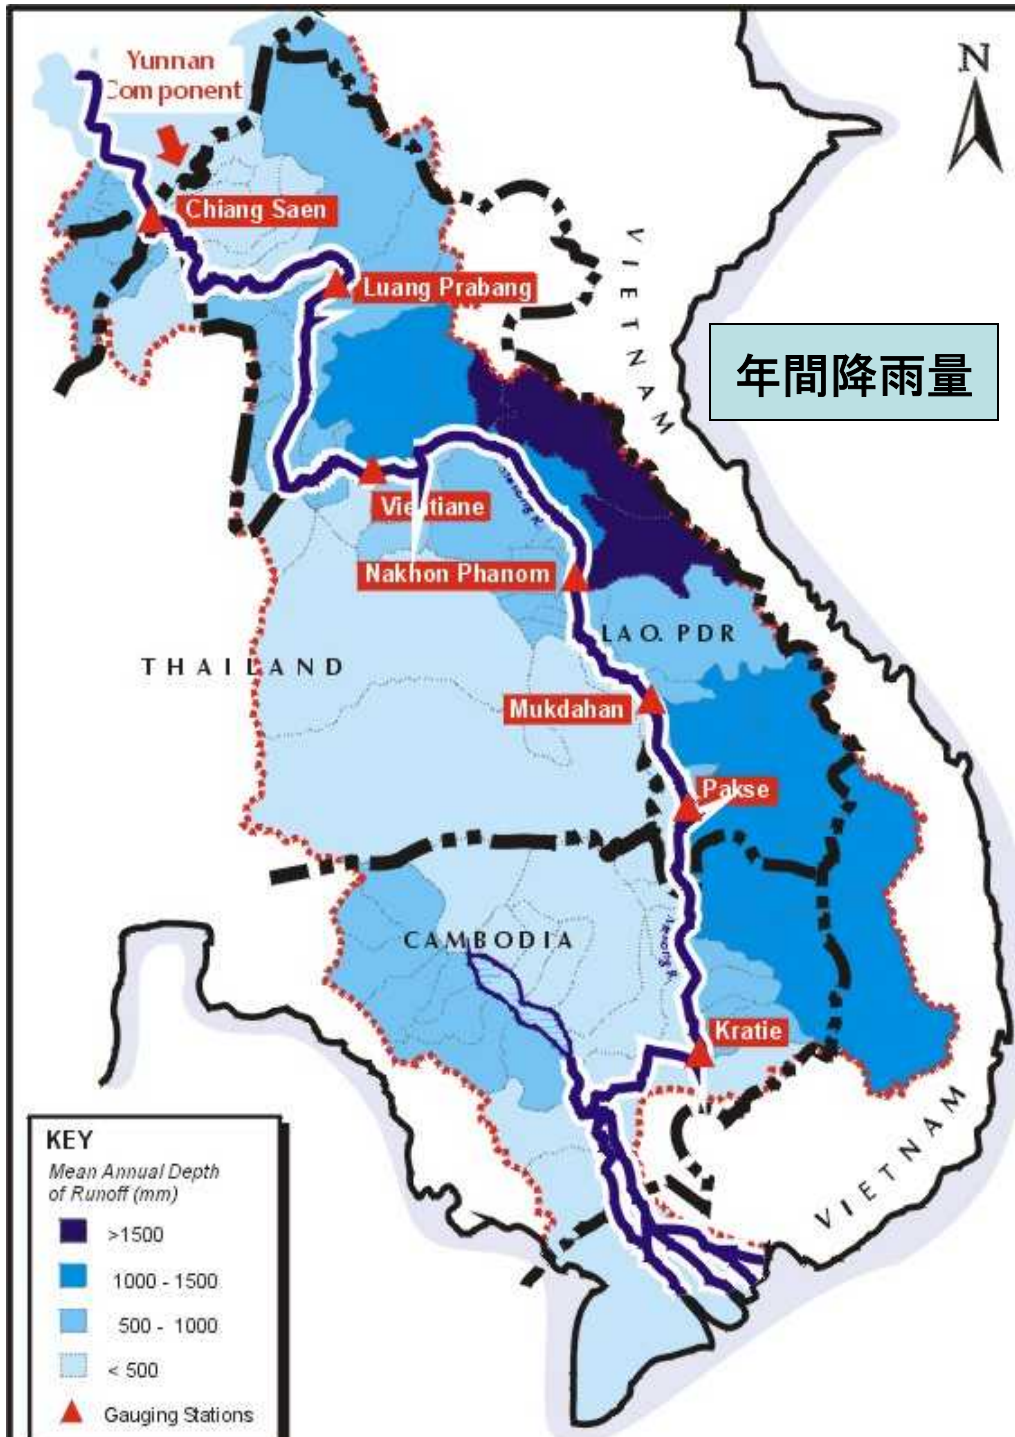 Yunnan
Component
N
Chiang Saen
Luang Prabang
VIETNAM
年間降雨量
Vientiane
Nakhon Phanom
LAO. PDR
THAILAND
Mukdahan
Pakse
CAMBODIA
Kratie
VIETNAM
KEY
Mean Annual Depth
of Runoff (mm)
>1500
1000 - 1500
500 - 1000
< 500
Gauging Stations